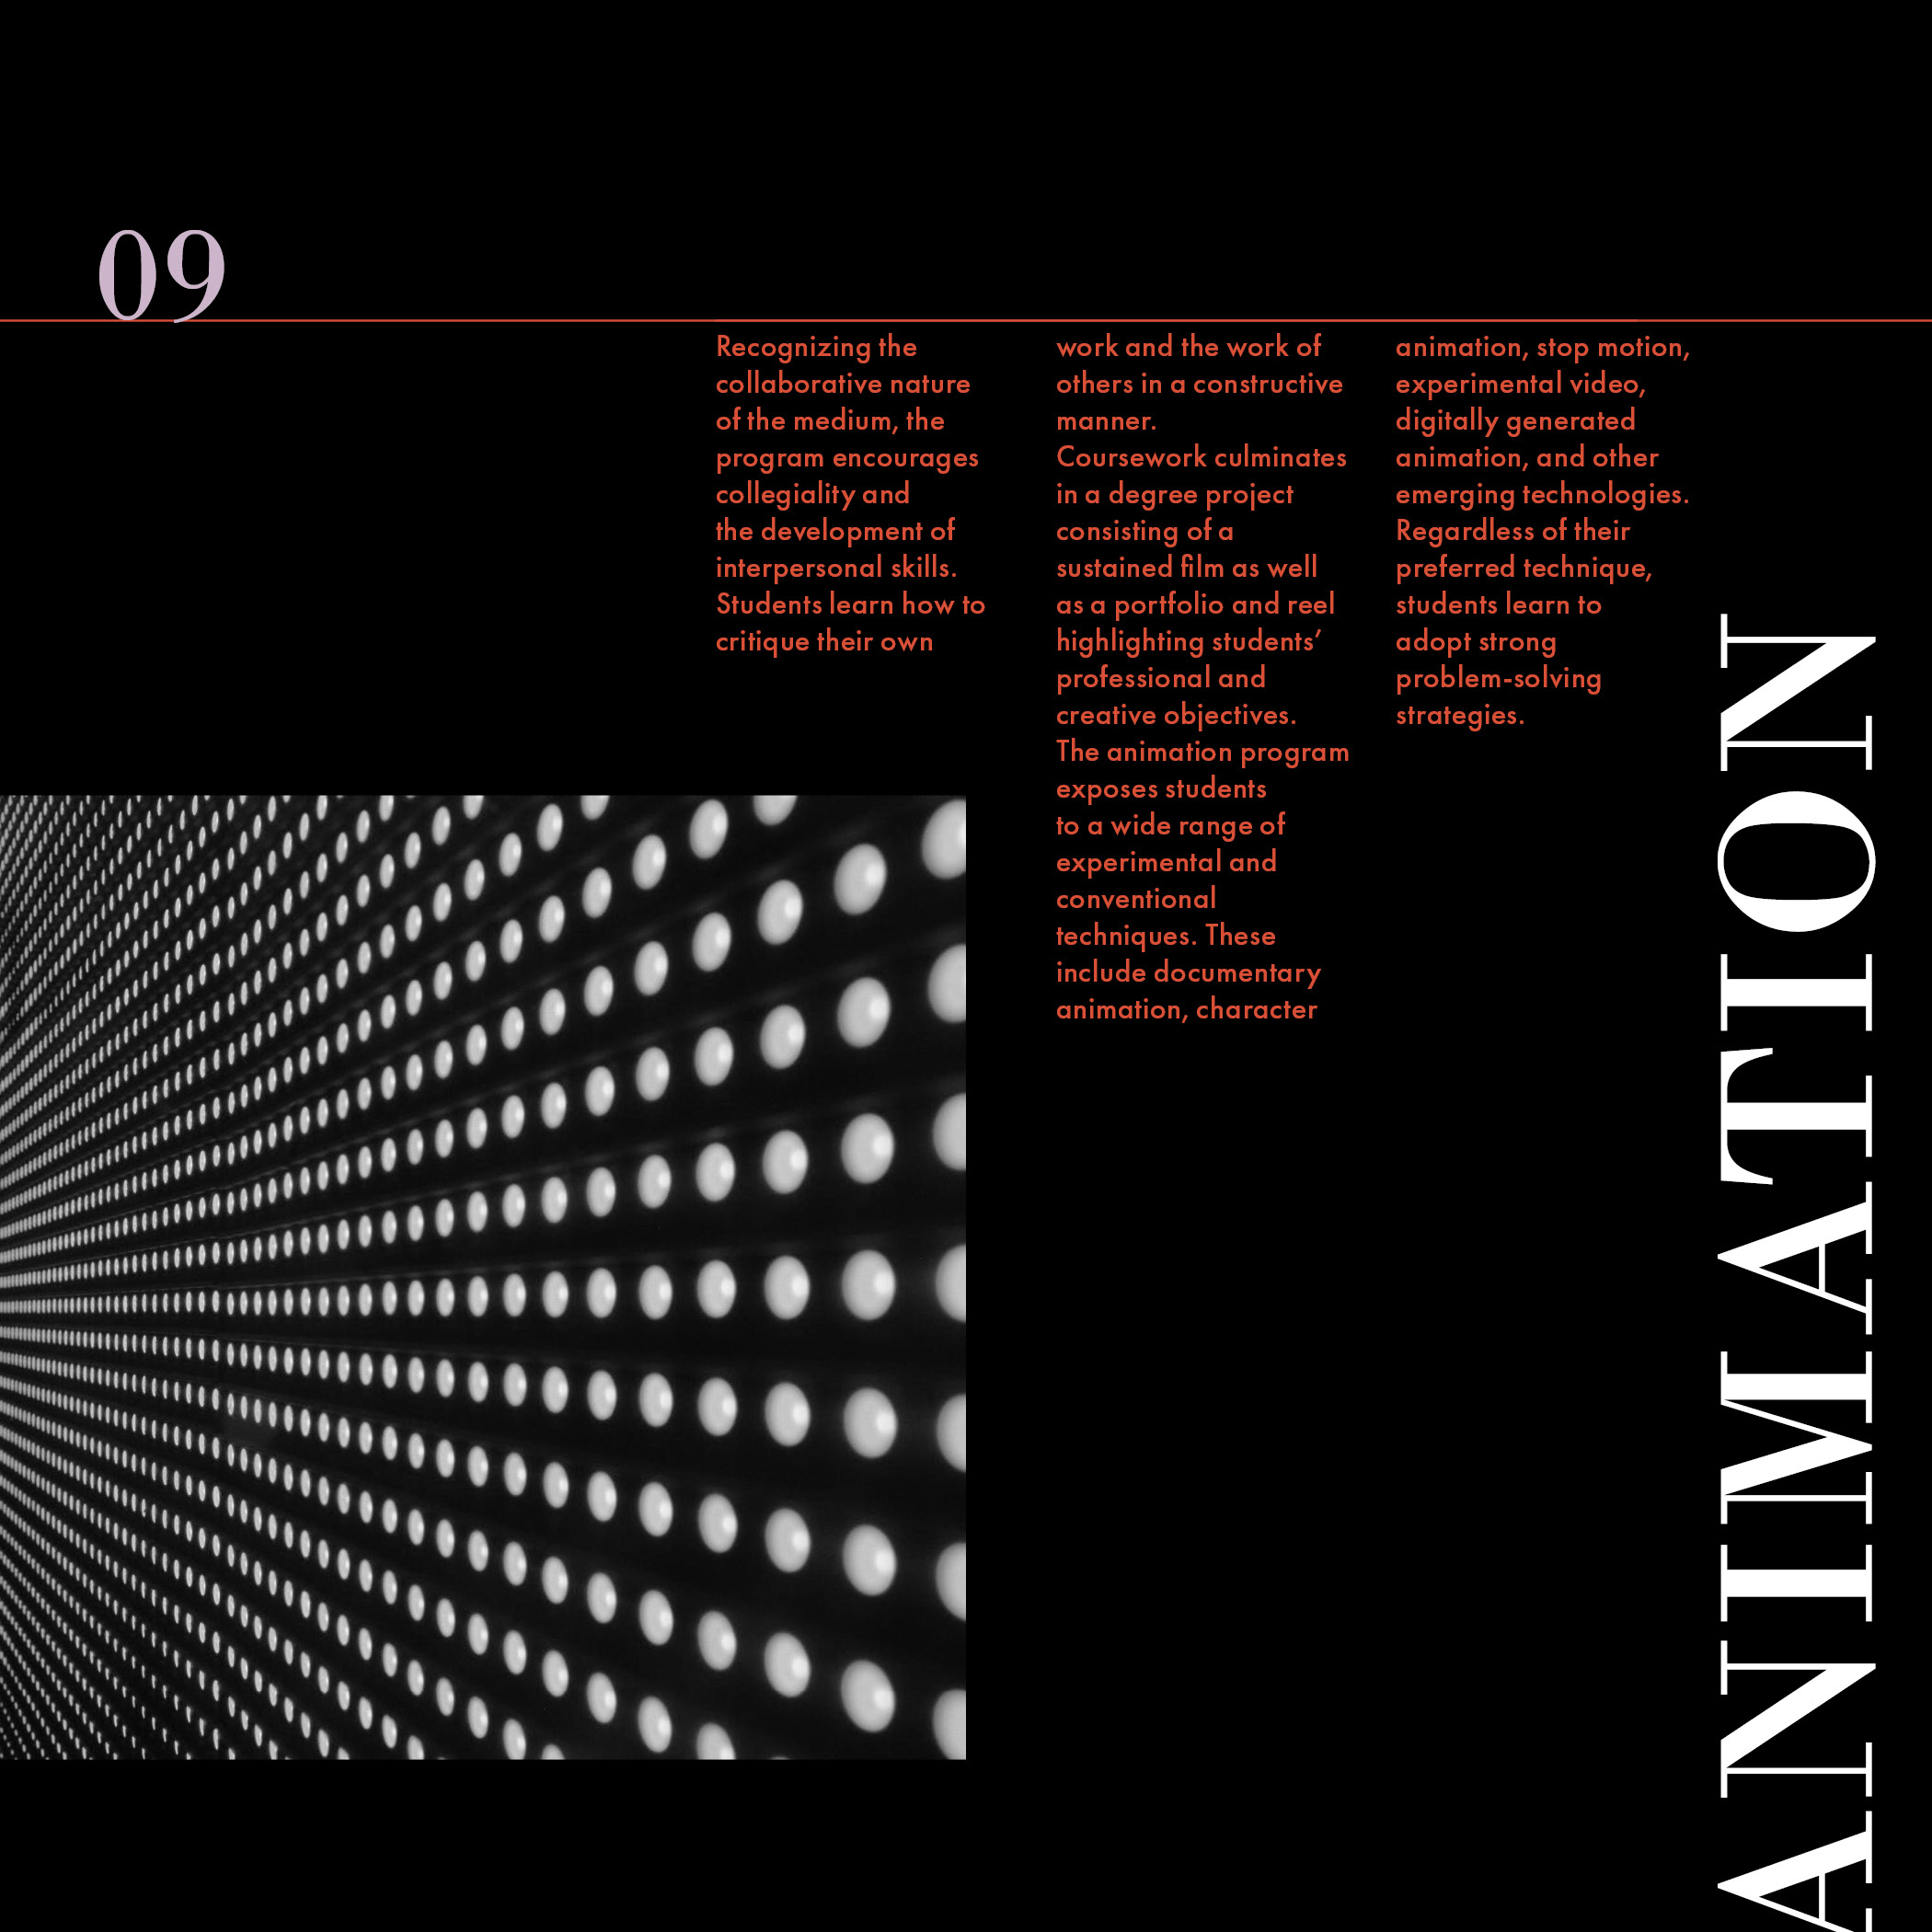 09
Recognizing the
collaborative nature
of the medium, the
program encourages
collegiality and
the development of
interpersonal skills.
Students learn how to
critique their own
work and the work of
others in a constructive
manner.
Coursework culminates
in a degree project
consisting of a
sustained film as well
as a portfolio and reel
highlighting students’
professional and
creative objectives.
The animation program
exposes students
to a wide range of
experimental and
conventional
techniques. These
include documentary
animation, character
animation, stop motion,
experimental video,
digitally generated
animation, and other
emerging technologies.
Regardless of their
preferred technique,
students learn to
adopt strong
problem-solving
strategies.
ANIMATION